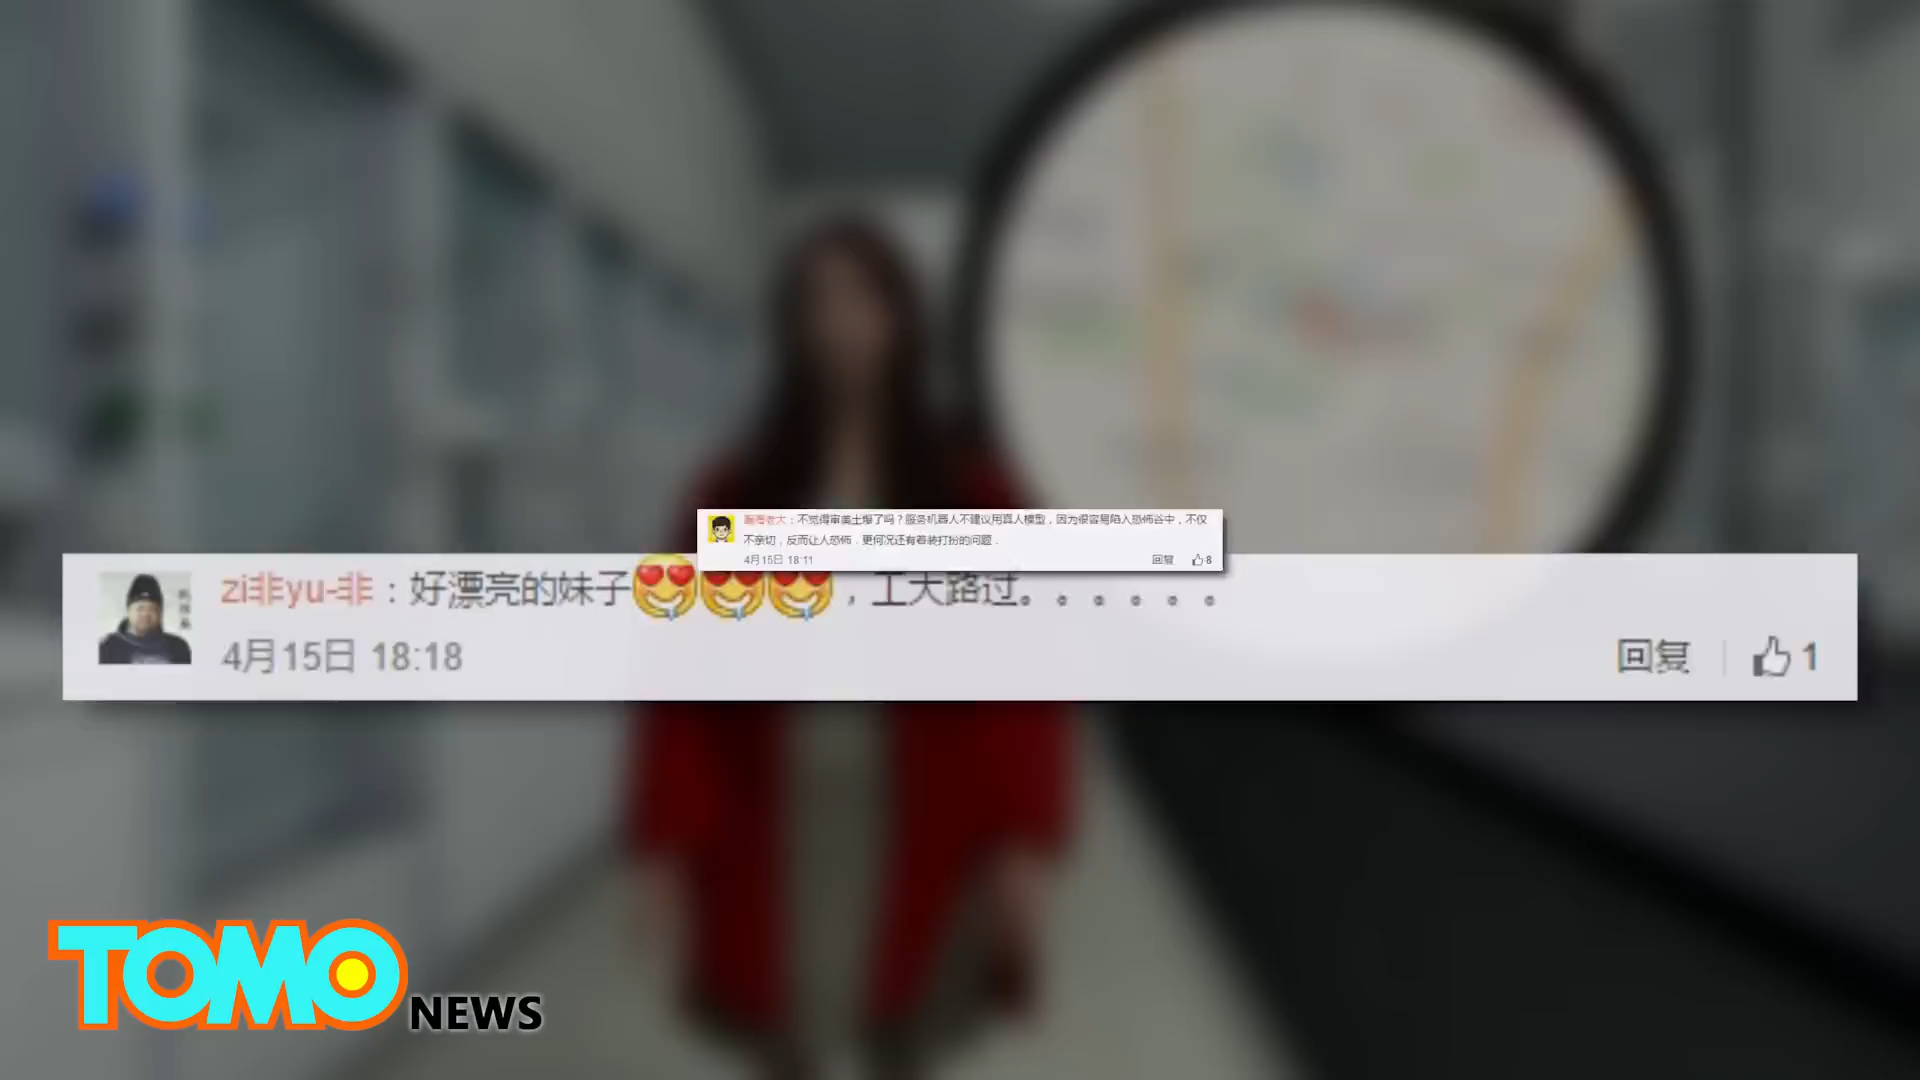 不觉得审美土爆了吗？服务机器人不建议用真人模型，因为很容易陷入恐怖谷中，不仅
不亲切，反而让人恐怖．更何况还有着装打扮的问题．
4月15日 18:11 回复 8
zi非yu-非：好漂亮的妹子，工大路过。。。。。。
4月15日 18:18 回复 1
TOMO NEWS